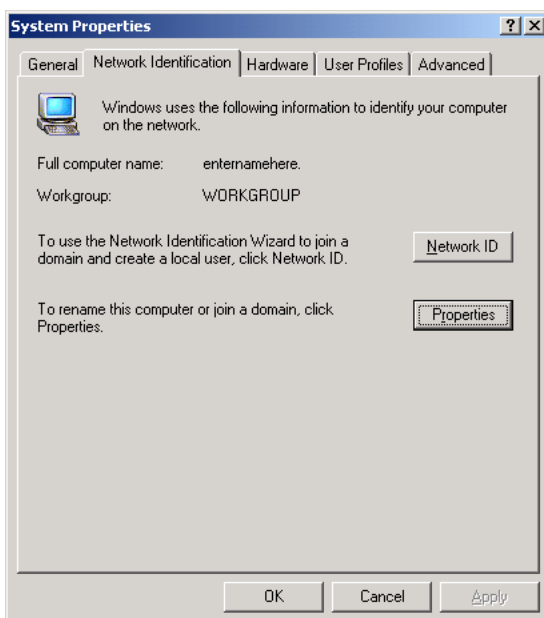 System Properties
General Network Identification Hardware User Profiles Advanced
Windows uses the following information to identify your computer
on the network.
Full computer name: enternamehere.
Workgroup: WORKGROUP
To use the Network Identification Wizard to join a
domain and create a local user, click Network ID.
Network ID
To rename this computer or join a domain, click
Properties.
Properties
OK Cancel Apply